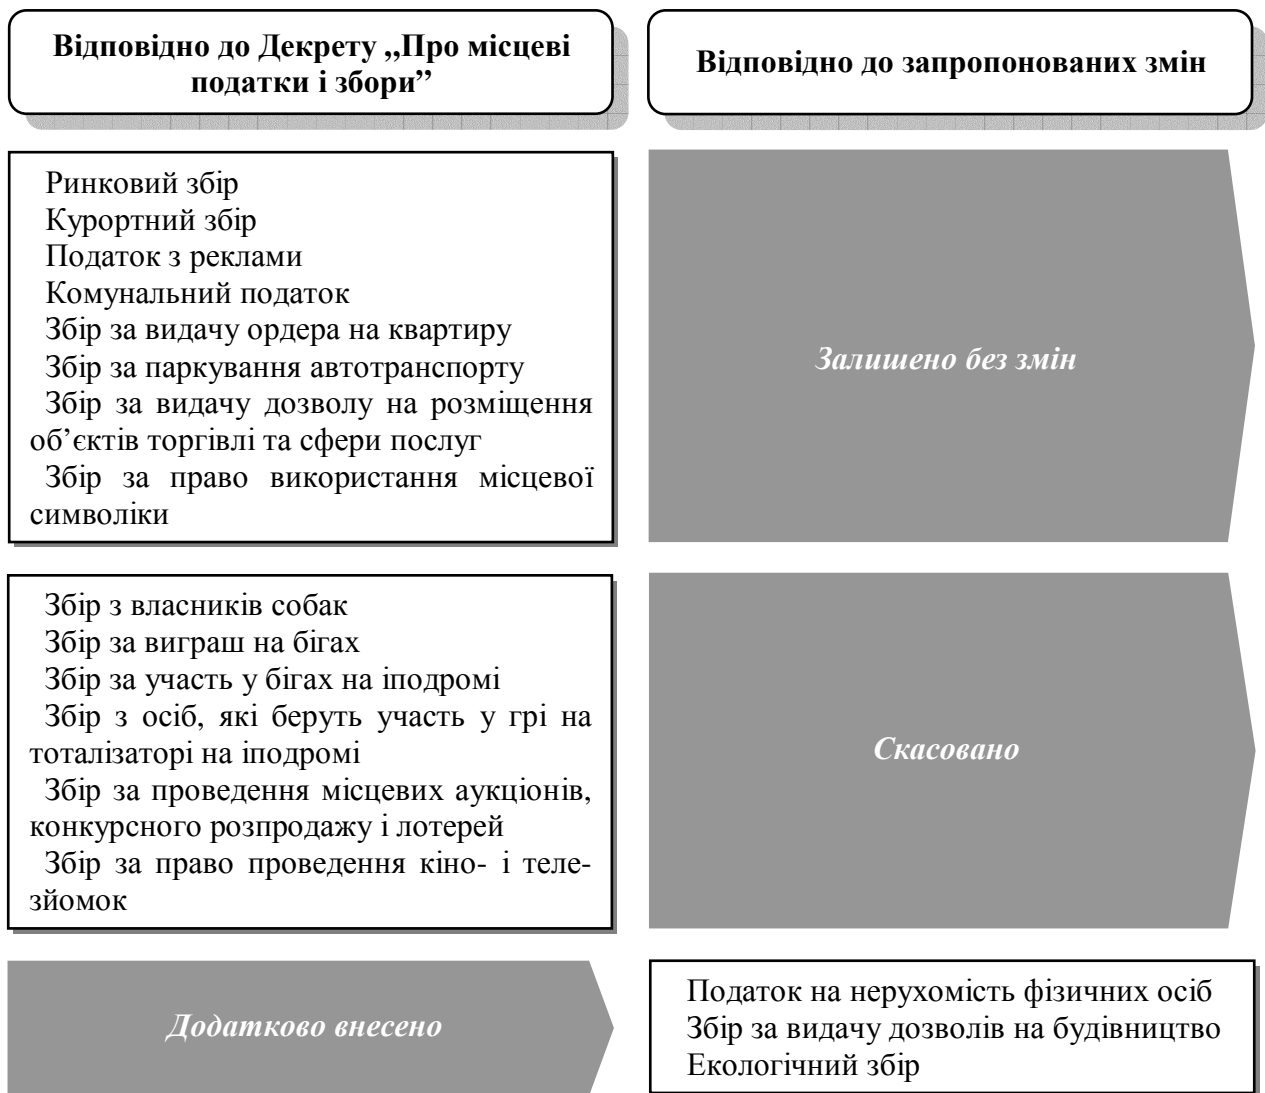 Відповідно до Декрету „Про місцеві
податки і збори”
Відповідно до запропонованих змін
Ринковий збір
Курортний збір
Податок з реклами
Комунальний податок
Збір за видачу ордера на квартиру
Збір за паркування автотранспорту
Збір за видачу дозволу на розміщення
об’єктів торгівлі та сфери послуг
Збір за право використання місцевої
символіки
Залишено без змін
Збір з власників собак
Збір за виграш на бігах
Збір за участь у бігах на іподромі
Збір з осіб, які беруть участь у грі на
тоталізаторі на іподромі
Збір за проведення місцевих аукціонів,
конкурсного розпродажу і лотерей
Збір за право проведення кіно- і теле-
зйомок
Скасовано
Додатково внесено
Податок на нерухомість фізичних осіб
Збір за видачу дозволів на будівництво
Екологічний збір